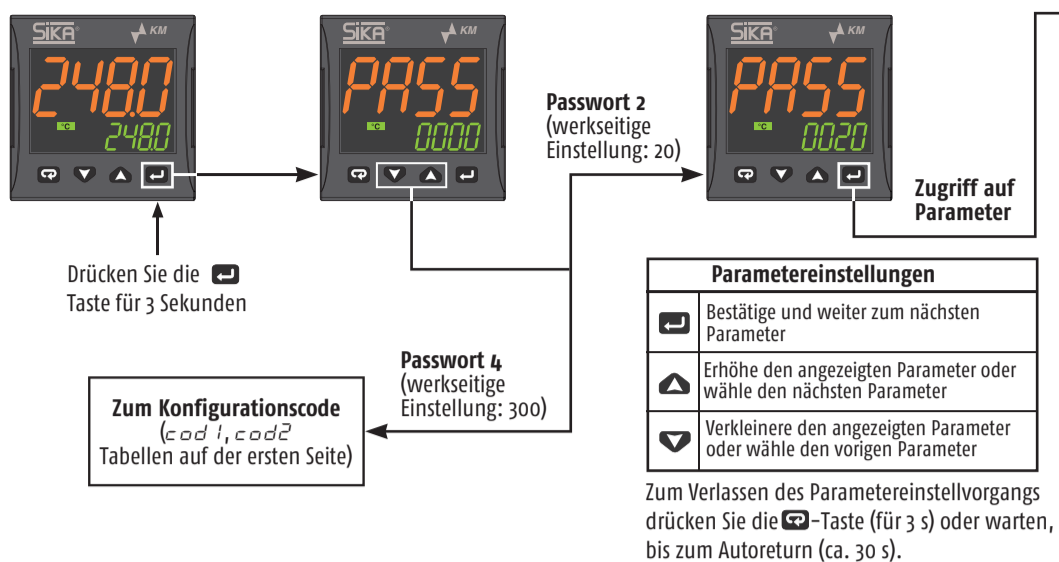 SIKA® KM
248.0
°C
248.0
Drücken Sie die
Taste für 3 Sekunden
SIKA® KM
PASS
°C
0000
Passwort 2
(werkseitige
Einstellung: 20)
SIKA® KM
PASS
°C
0020
Zugriff auf
Parameter
Passwort 4
(werkseitige
Einstellung: 300)
Zum Konfigurationscode
(cod1, cod2
Tabellen auf der ersten Seite)
Parametereinstellungen
Bestätige und weiter zum nächsten
Parameter
Erhöhe den angezeigten Parameter oder
wähle den nächsten Parameter
Verkleinere den angezeigten Parameter
oder wähle den vorigen Parameter
Zum Verlassen des Parametereinstellvorgangs
drücken Sie die -Taste (für 3 s) oder warten,
bis zum Autoreturn (ca. 30 s).